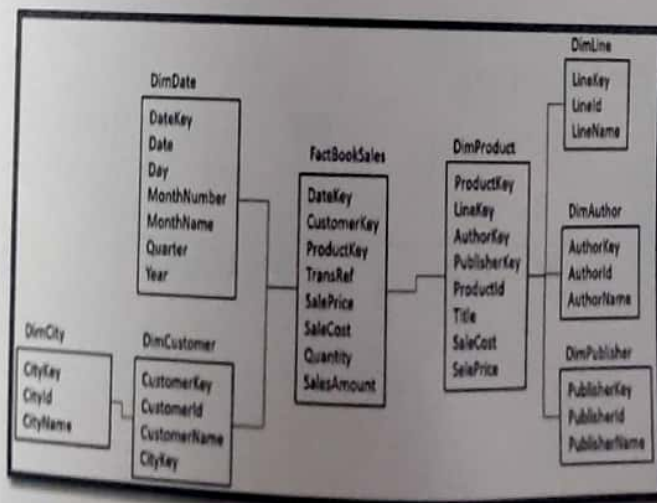 DimDate
DateKey
Date
Day
MonthNumber
MonthName
Quarter
Year
DimCity
CityKey
CityId
CityName
DimCustomer
CustomerKey
CustomerId
CustomerName
CityKey
FactBookSales
DateKey
CustomerKey
ProductKey
TransRef
SalePrice
SaleCost
Quantity
SalesAmount
DimProduct
ProductKey
LineKey
AuthorKey
PublisherKey
ProductId
Title
SaleCost
SelePrice
DimLine
LineKey
LineId
LineName
DimAuthor
AuthorKey
AuthorId
AuthorName
DimPublisher
PublisherKey
PublisherId
PublisherName